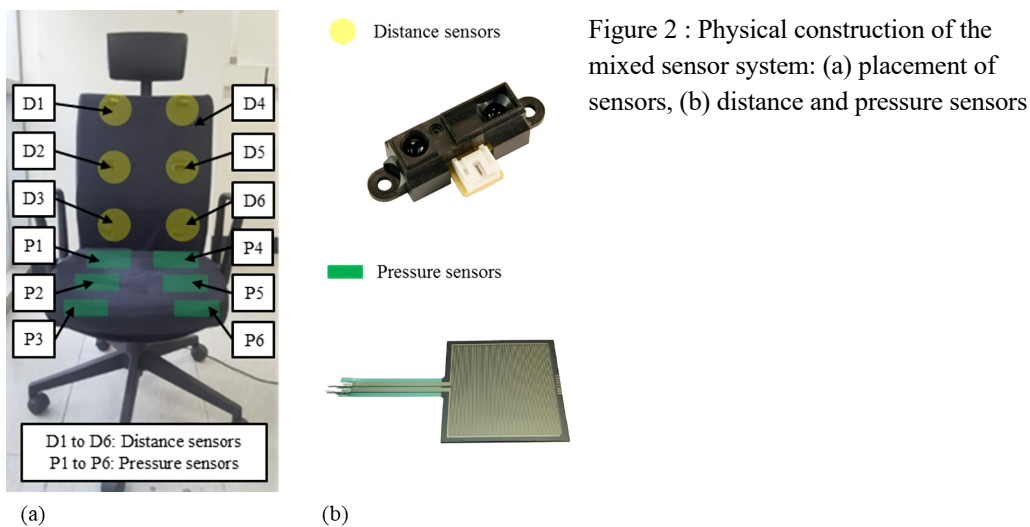 D1
D4
D2
D5
D3
D6
P1
P4
P2
P5
P3
P6
D1 to D6: Distance sensors
P1 to P6: Pressure sensors
(a)
Distance sensors
Pressure sensors
(b)
Figure 2 : Physical construction of the
mixed sensor system: (a) placement of
sensors, (b) distance and pressure sensors